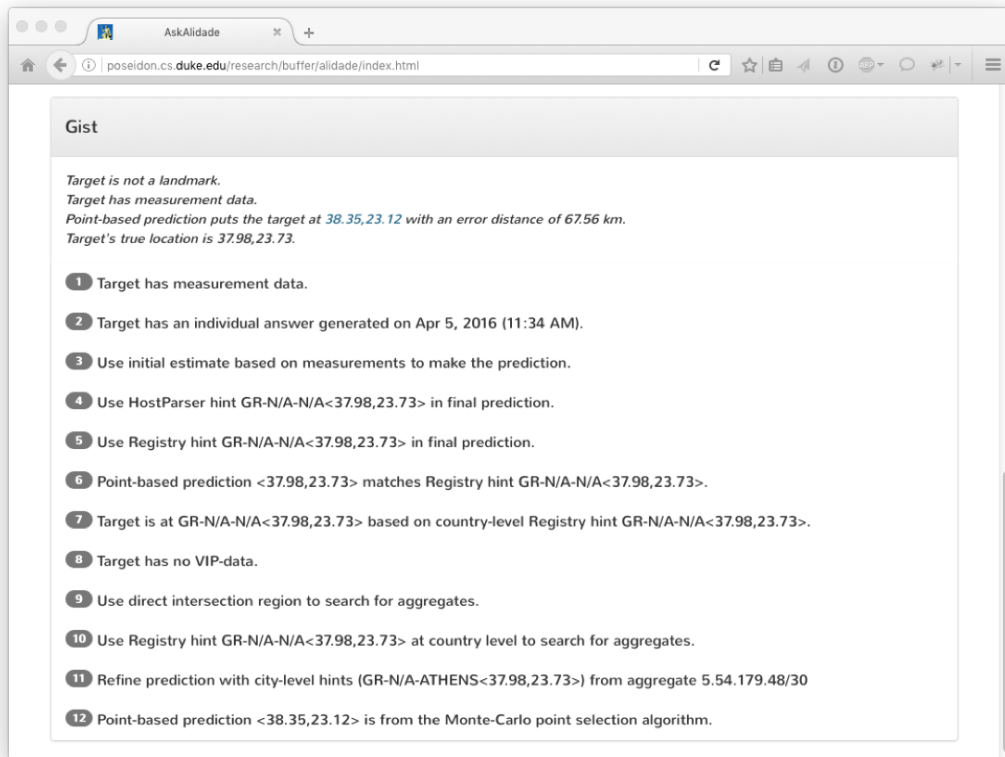 AskAlidade
poseidon.cs.duke.edu/research/buffer/alidade/index.html
ABP
Gist
Target is not a landmark.
Target has measurement data.
Point-based prediction puts the target at 38.35,23.12 with an error distance of 67.56 km.
Target's true location is 37.98,23.73.
1 Target has measurement data.
2 Target has an individual answer generated on Apr 5, 2016 (11:34 AM).
3 Use initial estimate based on measurements to make the prediction.
4 Use HostParser hint GR-N/A-N/A<37.98,23.73> in final prediction.
5 Use Registry hint GR-N/A-N/A<37.98,23.73> in final prediction.
6 Point-based prediction <37.98,23.73> matches Registry hint GR-N/A-N/A<37.98,23.73>.
7 Target is at GR-N/A-N/A<37.98,23.73> based on country-level Registry hint GR-N/A-N/A<37.98,23.73>.
8 Target has no VIP-data.
9 Use direct intersection region to search for aggregates.
10 Use Registry hint GR-N/A-N/A<37.98,23.73> at country level to search for aggregates.
11 Refine prediction with city-level hints (GR-N/A-ATHENS<37.98,23.73>) from aggregate 5.54.179.48/30
12 Point-based prediction <38.35,23.12> is from the Monte-Carlo point selection algorithm.